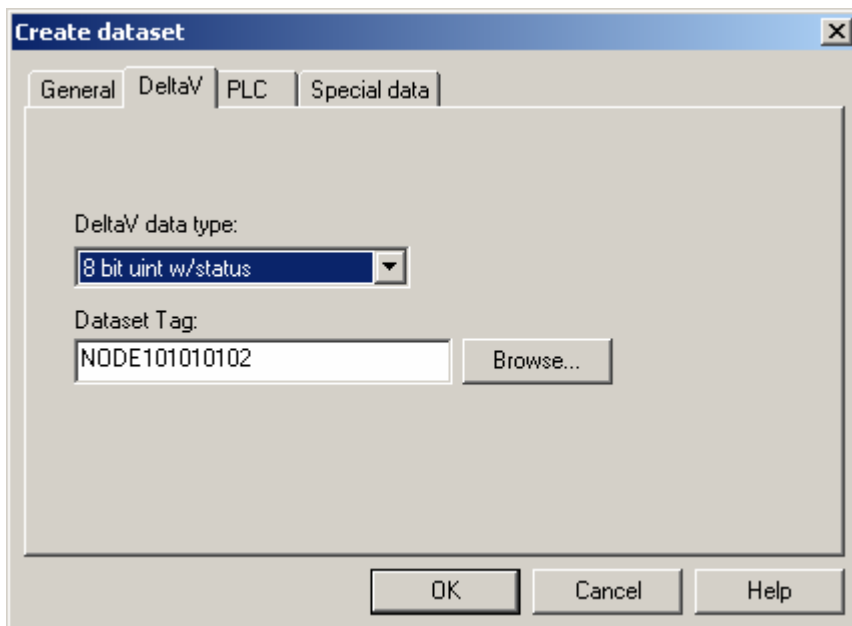 Create dataset
General DeltaV PLC Special data
DeltaV data type:
8 bit uint w/status
Dataset Tag:
NODE101010102 Browse...
OK Cancel Help